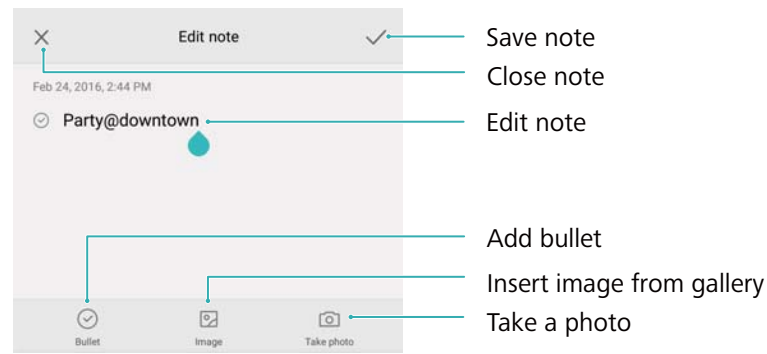 Edit note
Save note
Close note
Feb 24, 2016, 2:44 PM
Party@downtown
Edit note
Add bullet
Insert image from gallery
Take a photo
Bullet
Image
Take photo